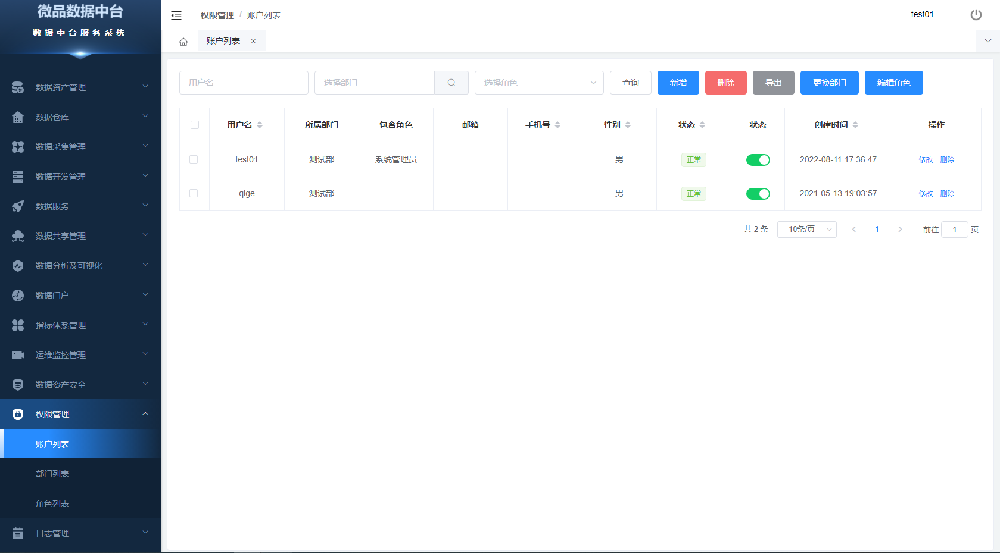 微品数据中台
数据中台服务系统
数据资产管理
数据仓库
数据采集管理
数据开发管理
数据服务
数据共享管理
数据分析及可视化
数据门户
指标体系管理
运维监控管理
数据资产安全
权限管理
账户列表
部门列表
角色列表
日志管理
权限管理 / 账户列表
test01
账户列表
用户名 选择部门 选择角色 查询 新增 删除 导出 更换部门 编辑角色
用户名 所属部门 包含角色 邮箱 手机号 性别 状态 状态 创建时间 操作
test01 测试部 系统管理员 男 正常 2022-08-11 17:36:47 修改 删除
qige 测试部 男 正常 2021-05-13 19:03:57 修改 删除
共 2 条 10条/页 1 前往 1 页